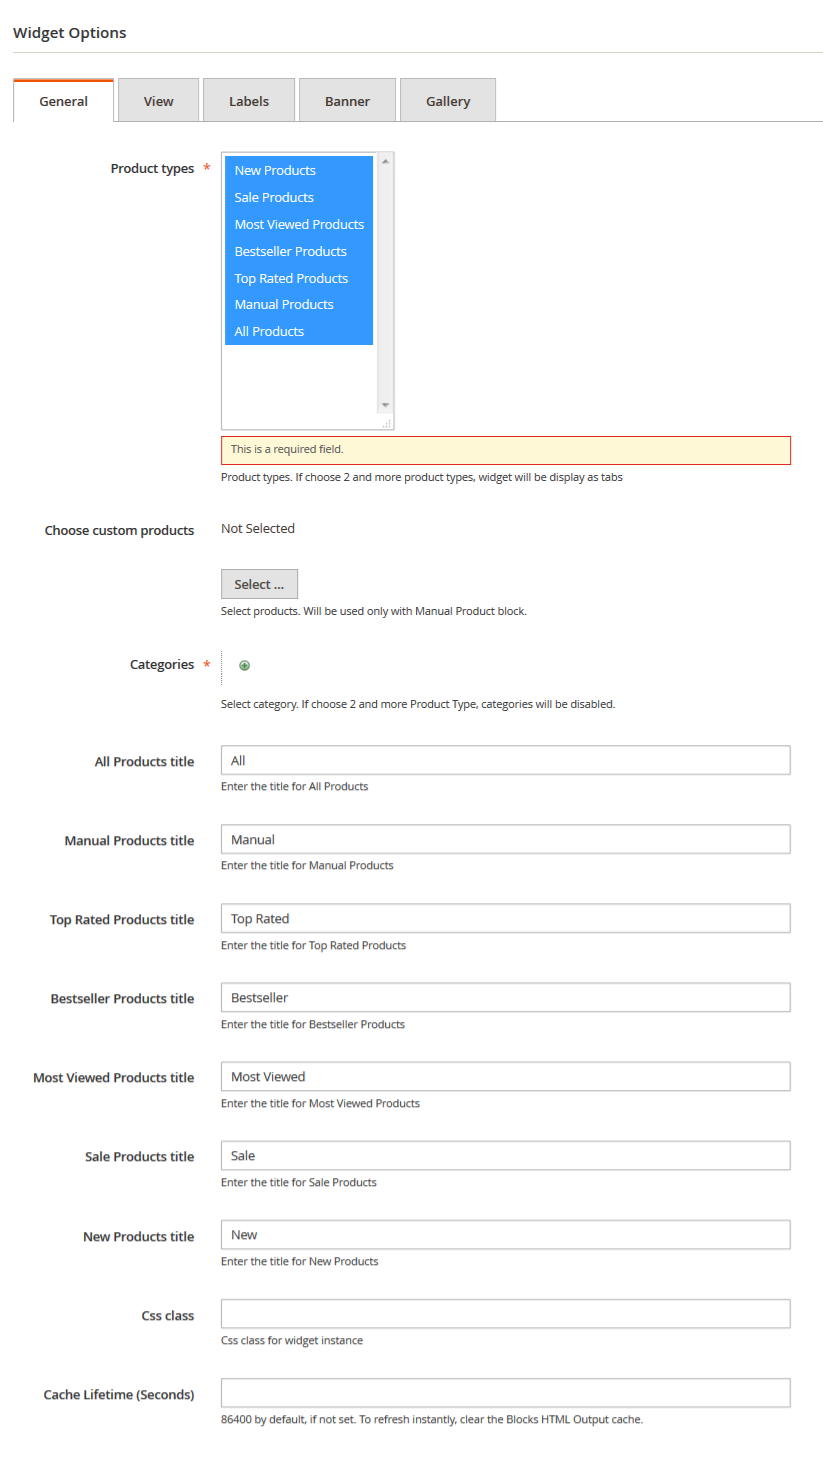 Widget Options
General View Labels Banner Gallery
Product types *
New Products
Sale Products
Most Viewed Products
Bestseller Products
Top Rated Products
Manual Products
All Products
This is a required field.
Product types. If choose 2 and more product types, widget will be display as tabs
Choose custom products Not Selected
Select ...
Select products. Will be used only with Manual Product block.
Categories *
Select category. If choose 2 and more Product Type, categories will be disabled.
All Products title All
Enter the title for All Products
Manual Products title Manual
Enter the title for Manual Products
Top Rated Products title Top Rated
Enter the title for Top Rated Products
Bestseller Products title Bestseller
Enter the title for Bestseller Products
Most Viewed Products title Most Viewed
Enter the title for Most Viewed Products
Sale Products title Sale
Enter the title for Sale Products
New Products title New
Enter the title for New Products
Css class
Css class for widget instance
Cache Lifetime (Seconds)
86400 by default, if not set. To refresh instantly, clear the Blocks HTML Output cache.